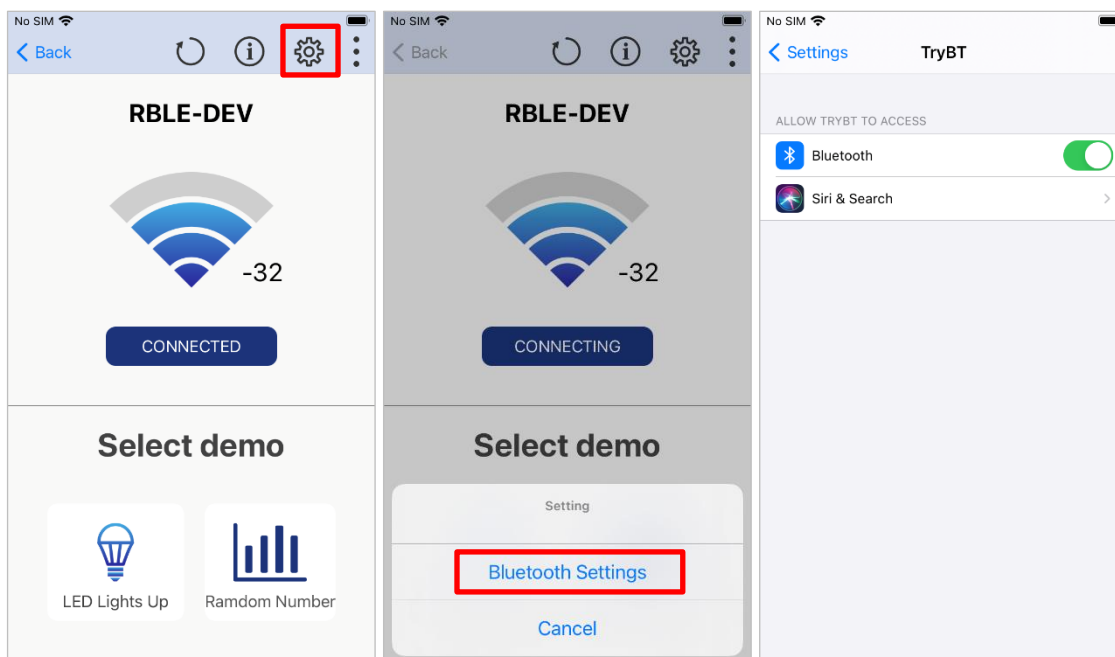 No SIM
Back
RBLE-DEV
-32
CONNECTED
Select demo
LED Lights Up
Ramdom Number
No SIM
Back
RBLE-DEV
-32
CONNECTING
Select demo
Setting
Bluetooth Settings
Cancel
No SIM
Settings
TryBT
ALLOW TRYBT TO ACCESS
Bluetooth
Siri & Search